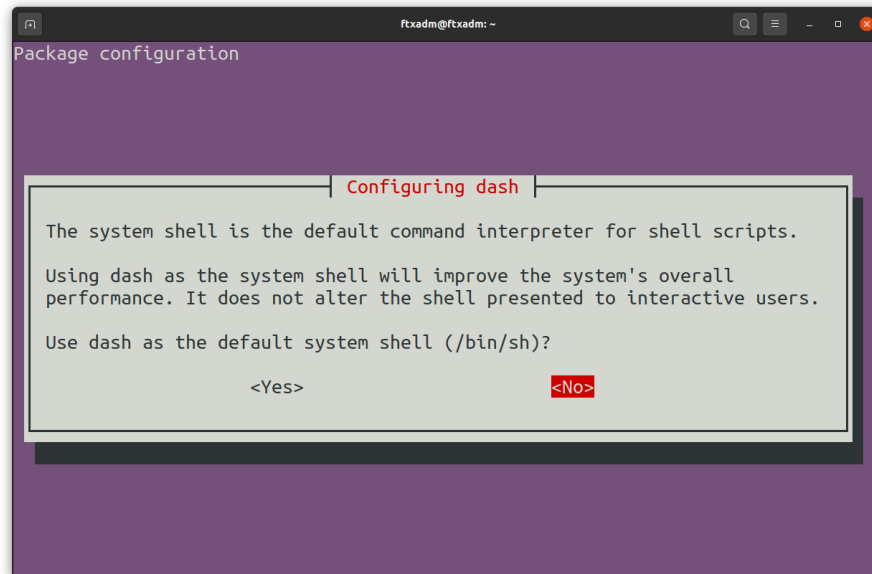 ftxadm@ftxadm: ~
Package configuration
Configuring dash
The system shell is the default command interpreter for shell scripts.
Using dash as the system shell will improve the system's overall
performance. It does not alter the shell presented to interactive users.
Use dash as the default system shell (/bin/sh)?
<Yes> <No>